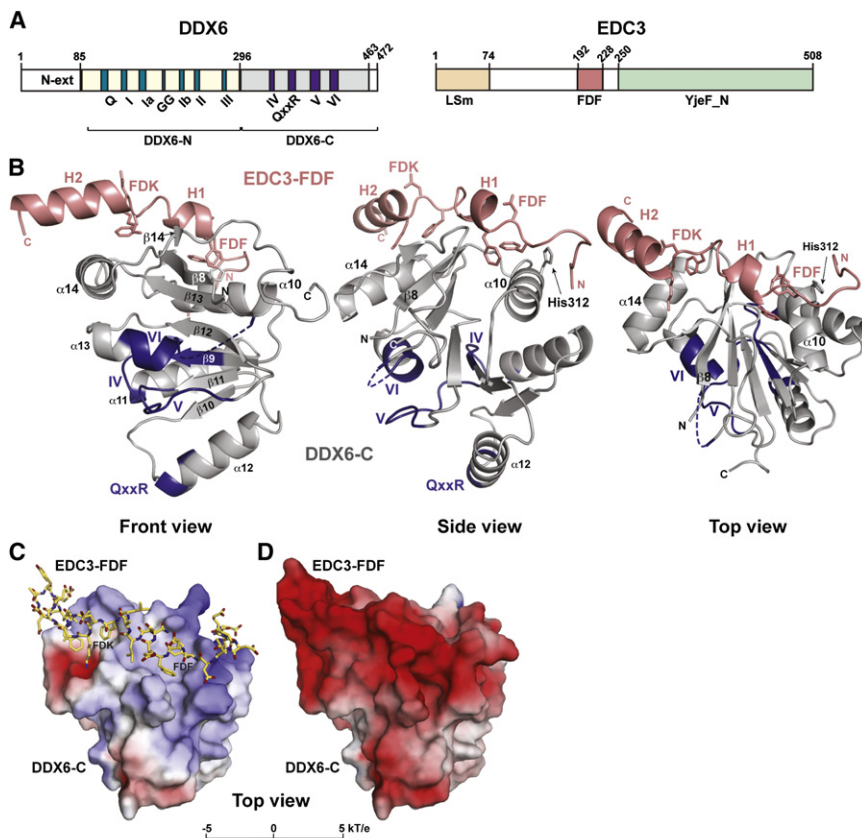 A
DDX6
EDC3
1 85 296 463 472
N-ext
Q I Ia GG Ib II III IV QxxR V VI
DDX6-N DDX6-C
1 74 192 228 250 508
LSm FDF YjeF_N
B
H2 FDK H1 EDC3-FDF
C FDF
β14 N
α14 β8 N α10 C
β13
β12
α13 VI β9
IV β11
α11 V β10
α12
QxxR
Front view
FDK H1
H2 FDF
C
α14 N
β8 α10 His312
N IV
C
VI
V
α12
QxxR
Side view
DDX6-C
C
H2 FDK His312
H1 N
FDF
α14 α10
VI β8
N V
C
Top view
C
EDC3-FDF
FDK
FDF
DDX6-C
D
EDC3-FDF
DDX6-C
Top view
-5 0 5 kT/e